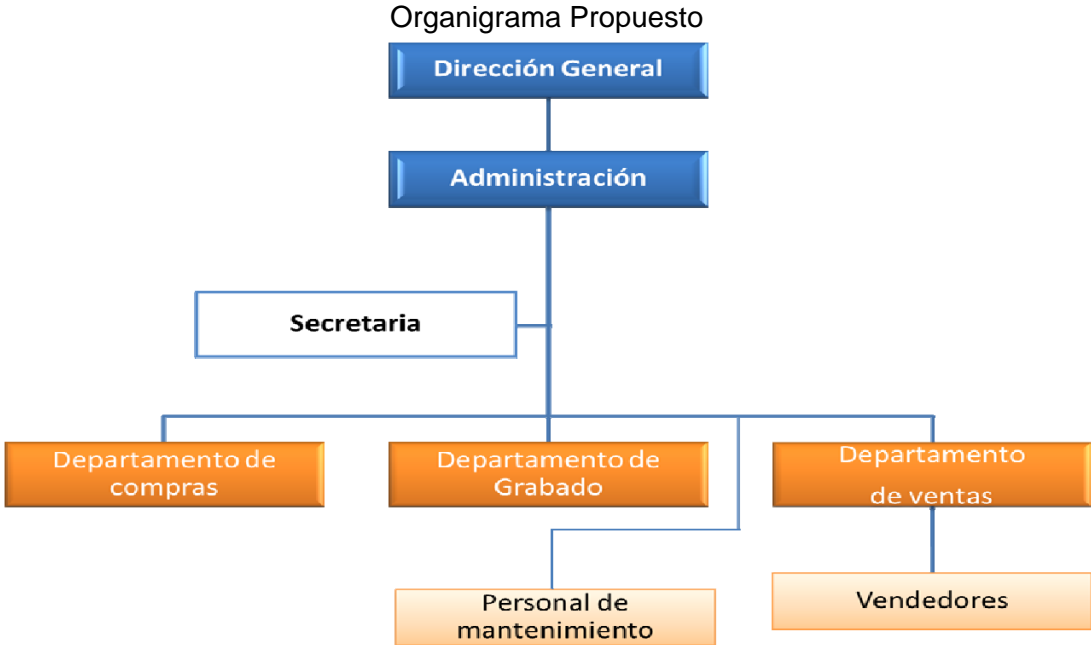 Organigrama Propuesto
Dirección General
Administración
Secretaria
Departamento de
compras
Departamento de
Grabado
Departamento
de ventas
Personal de
mantenimiento
Vendedores